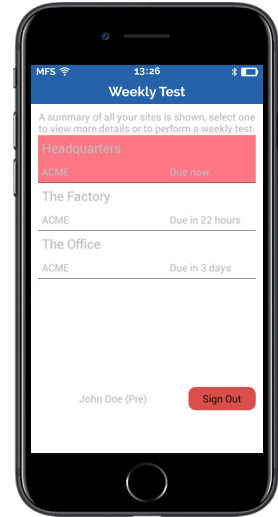 MFS 13:26
Weekly Test
A summary of all your sites is shown, select one
to view more details or to perform a weekly test.
Headquarters
ACME Due now
The Factory
ACME Due in 22 hours
The Office
ACME Due in 3 days
John Doe (Pre) Sign Out